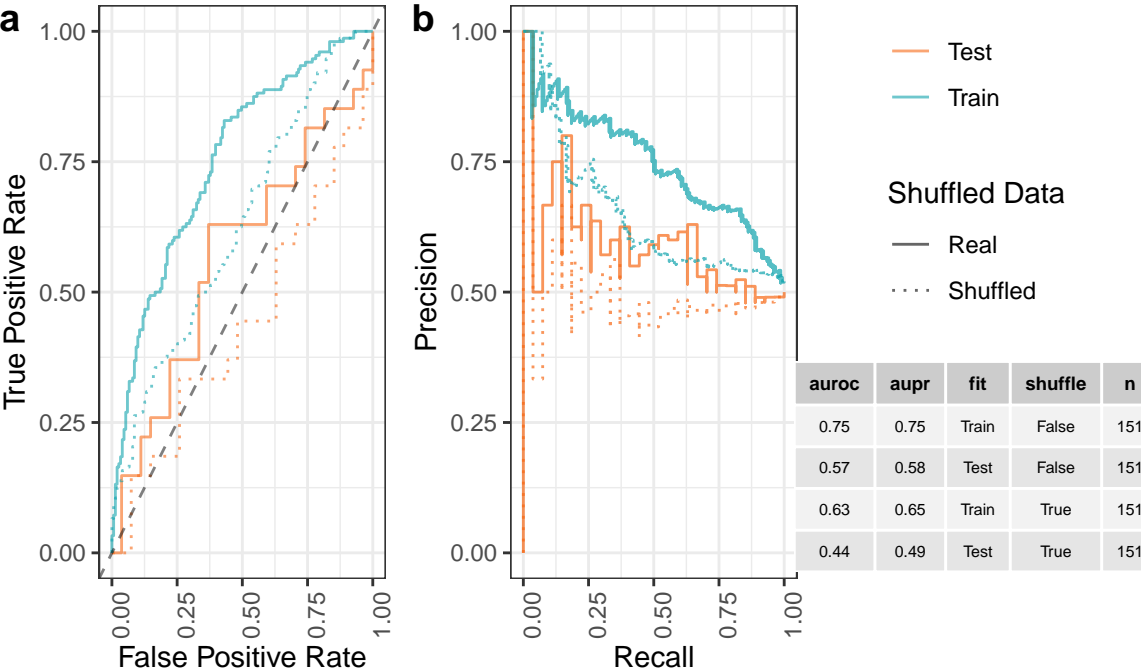 a
True Positive Rate
1.00
0.75
0.50
0.25
0.00
0.00
0.25
0.50
0.75
1.00
False Positive Rate
b
Precision
1.00
0.75
0.50
0.25
0.00
0.00
0.25
0.50
0.75
1.00
Recall
Test
Train
Shuffled Data
Real
Shuffled
auroc aupr fit shuffle n
0.75 0.75 Train False 151
0.57 0.58 Test False 151
0.63 0.65 Train True 151
0.44 0.49 Test True 151